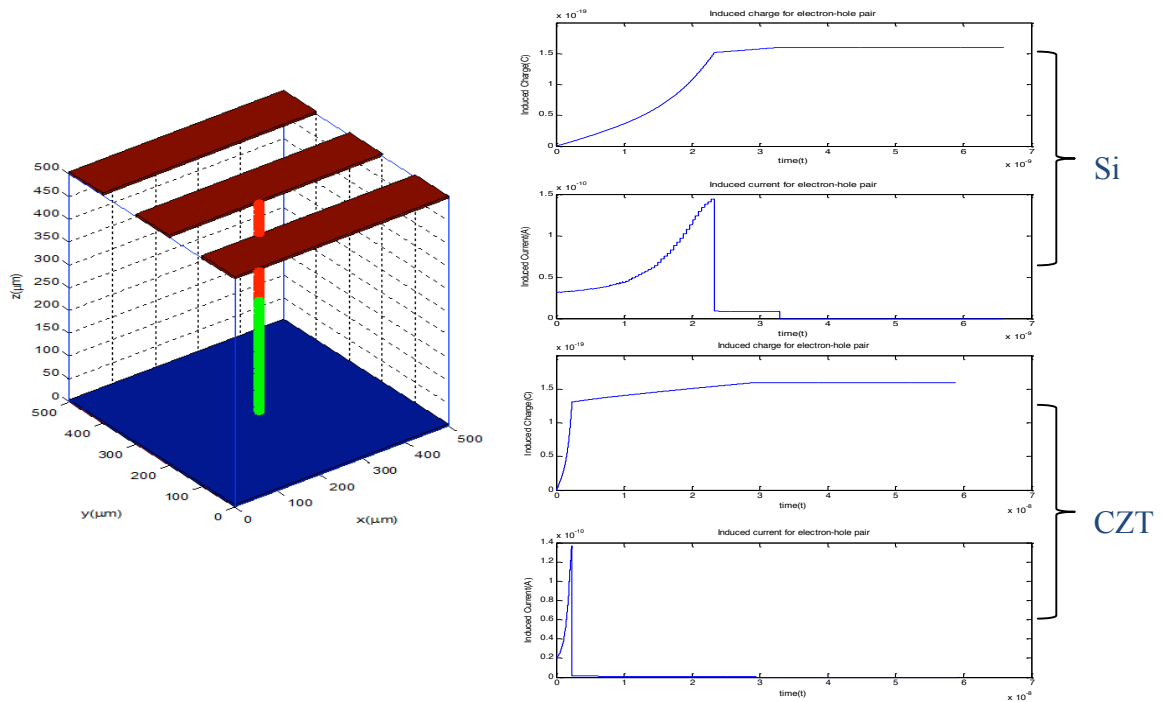 500
450
400
350
300
250
200
150
100
50
0
z(μm)
500
400
300
200
100
0
y(μm)
0
100
200
300
400
500
x(μm)
x 10⁻¹⁹
Induced charge for electron-hole pair
Induced Charge(C)
1.5
1
0.5
0
0 1 2 3 4 5 6 7
time(t)
x 10⁻⁹
x 10⁻¹⁰
Induced current for electron-hole pair
Induced Current(A)
1.5
1
0.5
0
0 1 2 3 4 5 6 7
time(t)
x 10⁻⁹
Si
x 10⁻¹⁹
Induced charge for electron-hole pair
Induced Charge(C)
1.5
1
0.5
0
0 1 2 3 4 5 6 7
time(t)
x 10⁻⁸
x 10⁻¹⁰
Induced current for electron-hole pair
Induced Current(A)
1.4
1.2
1
0.8
0.6
0.4
0.2
0
0 1 2 3 4 5 6 7
time(t)
x 10⁻⁸
CZT